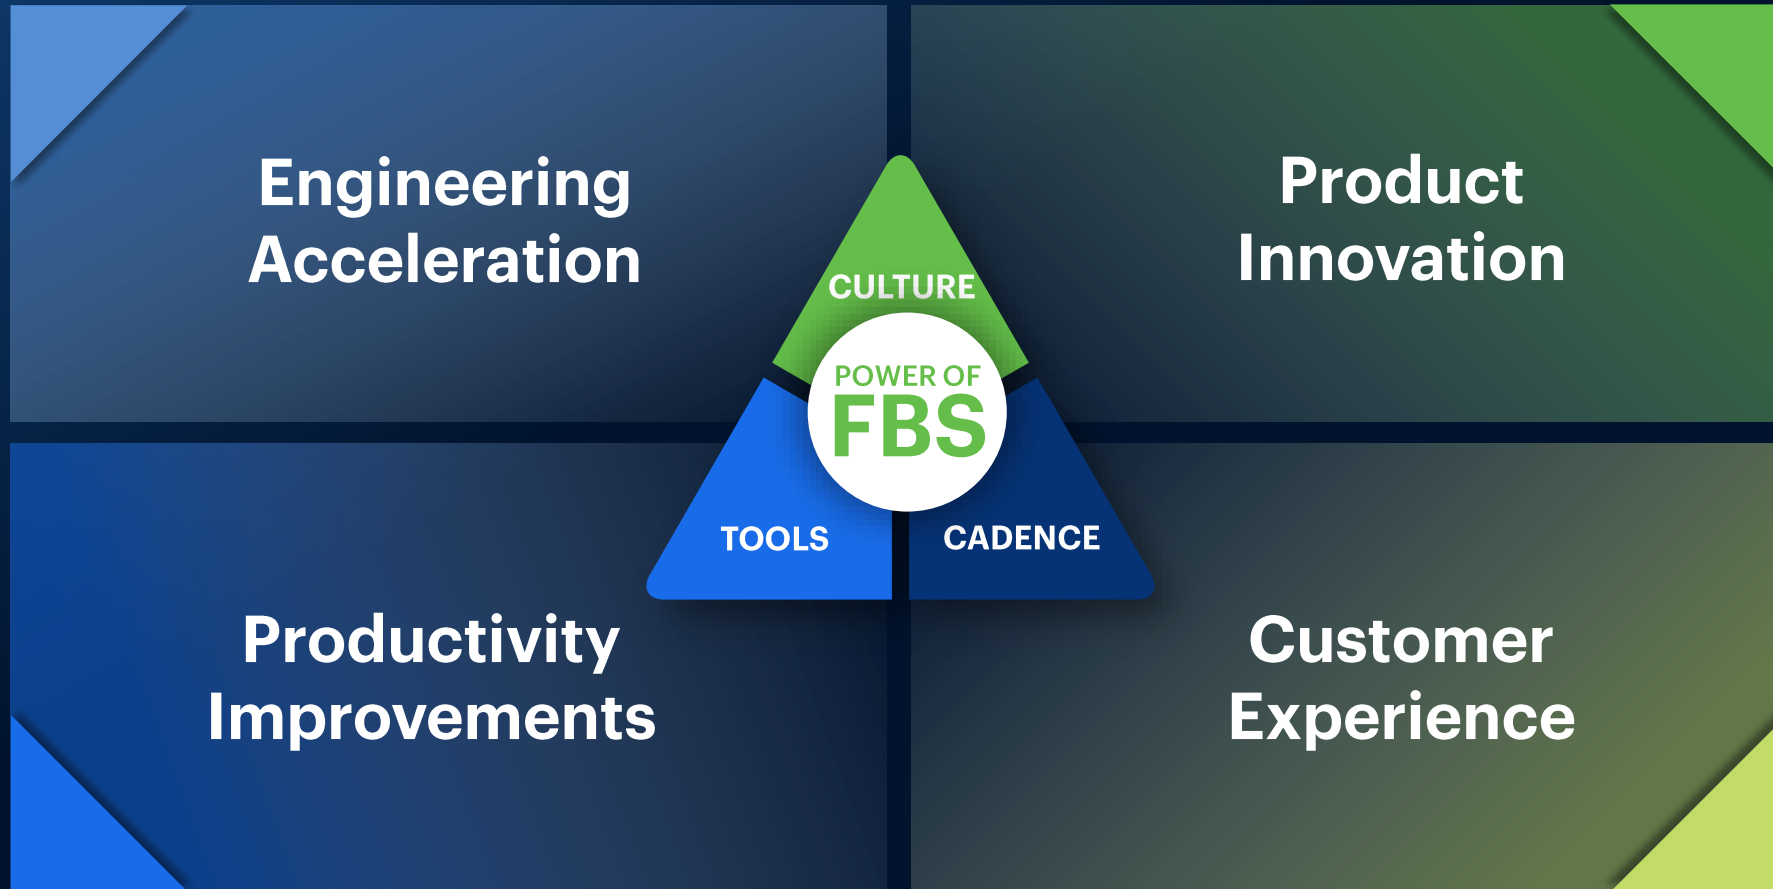 Engineering
Acceleration
Product
Innovation
CULTURE
POWER OF
FBS
TOOLS
CADENCE
Productivity
Improvements
Customer
Experience